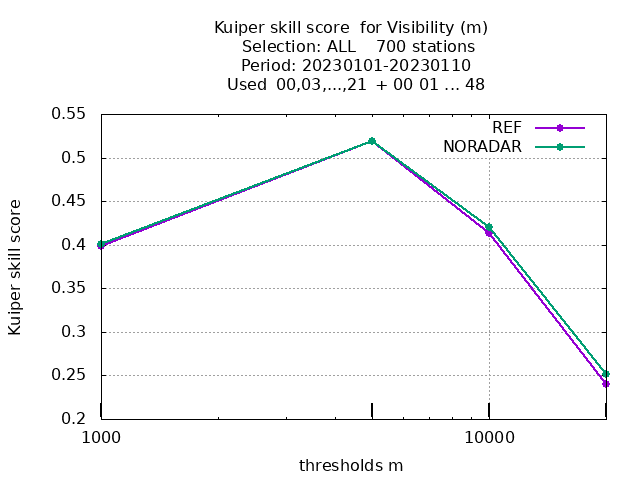 Kuiper skill score  for Visibility (m)
Selection: ALL    700 stations
Period: 20230101-20230110
Used  00,03,...,21  + 00 01 ... 48
REF
NORADAR
0.55
0.5
0.45
0.4
0.35
0.3
0.25
0.2
Kuiper skill score
1000
10000
thresholds m